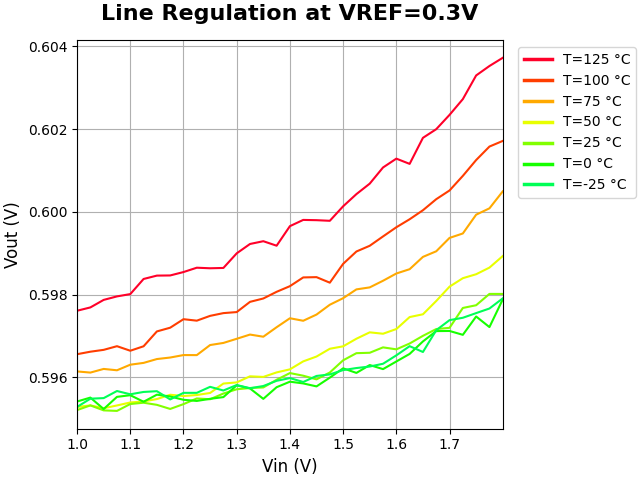 Line Regulation at VREF=0.3V
Vout (V)
0.604
0.602
0.600
0.598
0.596
1.0 1.1 1.2 1.3 1.4 1.5 1.6 1.7
Vin (V)
T=125 °C
T=100 °C
T=75 °C
T=50 °C
T=25 °C
T=0 °C
T=-25 °C